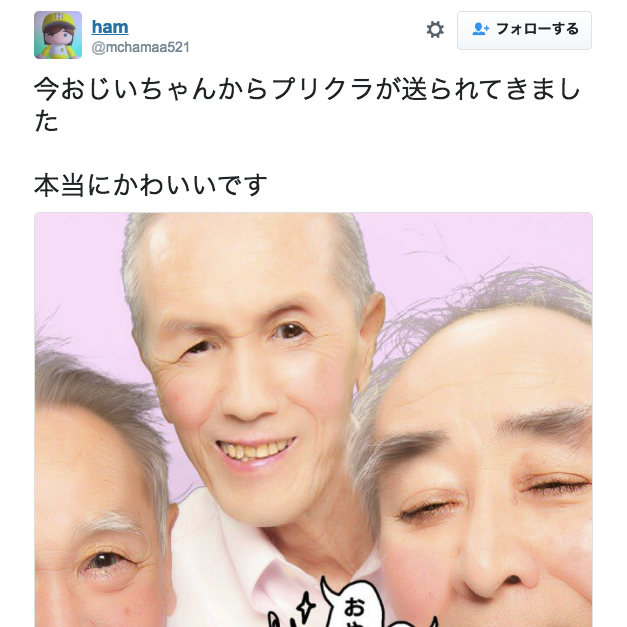 ham
@mchamaa521
フォローする
今おじいちゃんからプリクラが送られてきまし
た
本当にかわいいです
おや